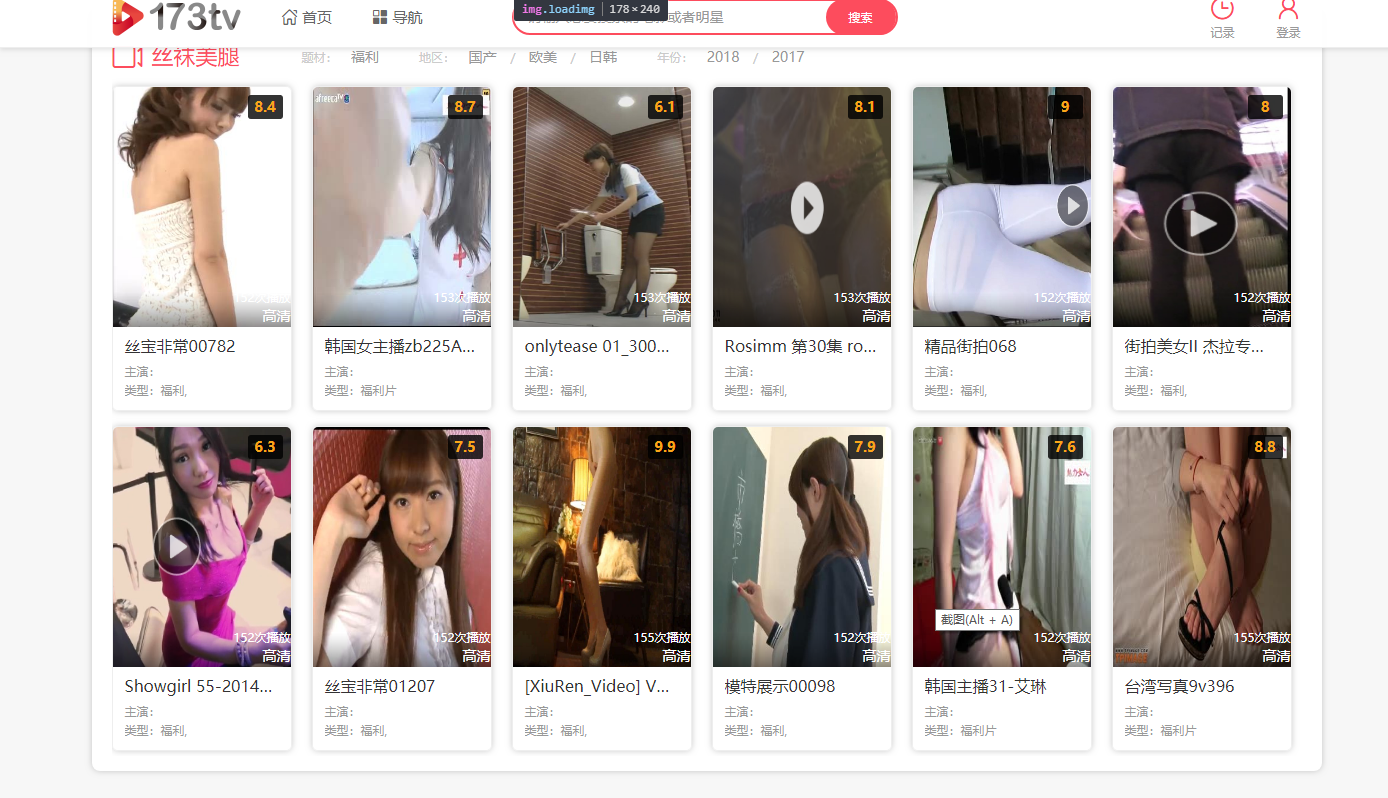 173tv
首页
导航
img.loadimg | 178×240
或者明星
搜索
记录
登录
丝袜美腿
题材: 福利
地区: 国产 / 欧美 / 日韩
年份: 2018 / 2017
8.4
152次播放
高清
丝宝非常00782
主演:
类型: 福利,
afreecaTV
8.7
153次播放
高清
韩国女主播zb225A...
主演:
类型: 福利片
6.1
153次播放
高清
onlytease 01_300...
主演:
类型: 福利,
8.1
153次播放
高清
Rosimm 第30集 ro...
主演:
类型: 福利,
9
152次播放
高清
精品街拍068
主演:
类型: 福利,
8
152次播放
高清
街拍美女II 杰拉专...
主演:
类型: 福利,
6.3
152次播放
高清
Showgirl 55-2014...
主演:
类型: 福利,
7.5
152次播放
高清
丝宝非常01207
主演:
类型: 福利,
9.9
155次播放
高清
[XiuRen_Video] V...
主演:
类型: 福利,
7.9
152次播放
高清
模特展示00098
主演:
类型: 福利,
7.6
截图(Alt + A)
152次播放
高清
韩国主播31-艾琳
主演:
类型: 福利片
8.8
155次播放
高清
台湾写真9v396
主演:
类型: 福利片